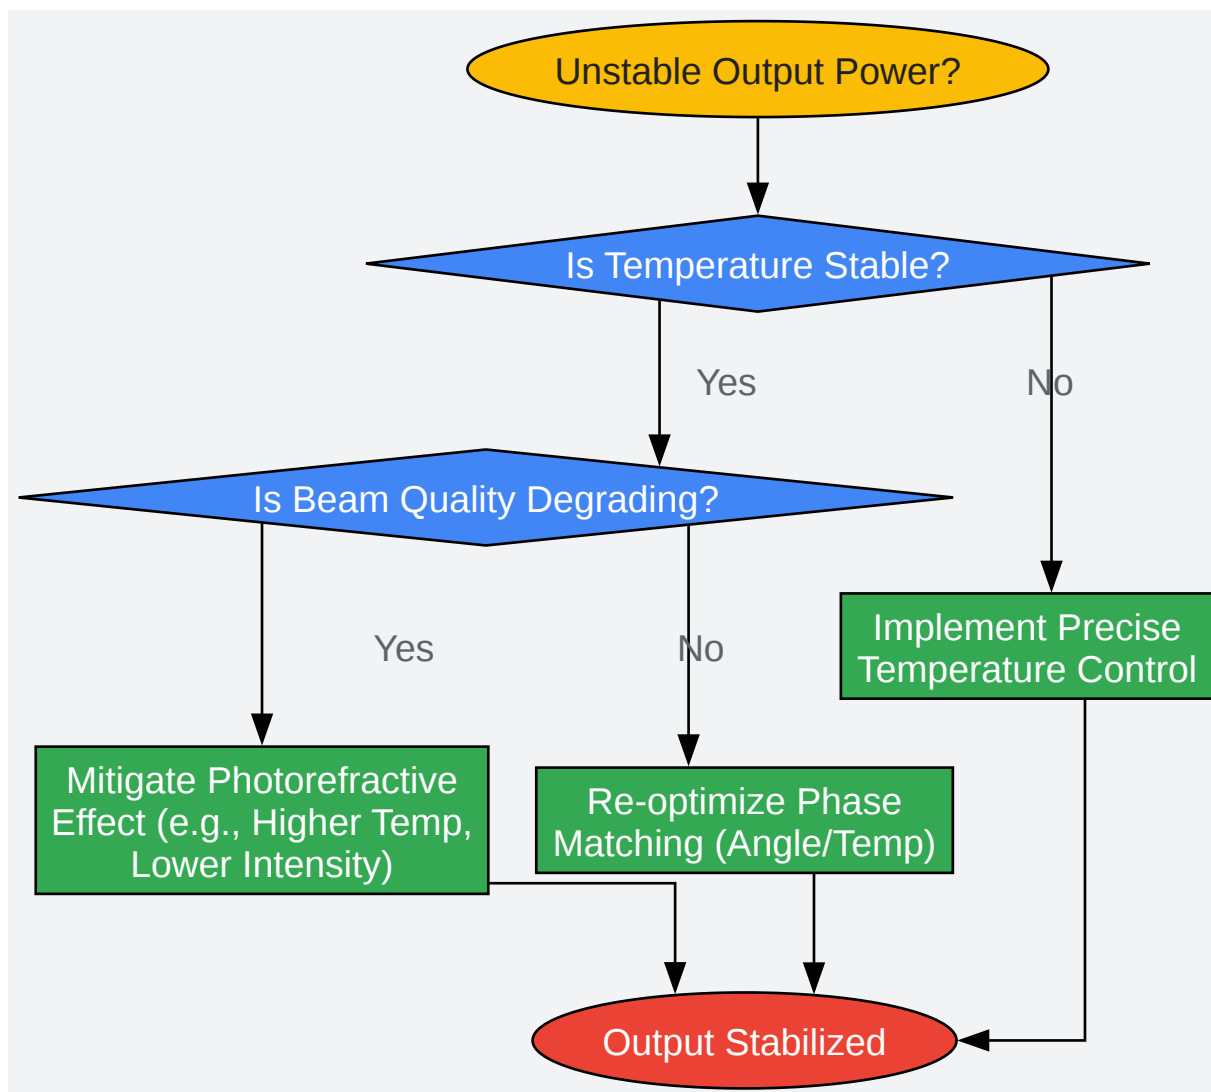 Unstable Output Power?
Is Temperature Stable?
Yes
No
Is Beam Quality Degrading?
Yes
No
Implement Precise
Temperature Control
Mitigate Photorefractive
Effect (e.g., Higher Temp,
Lower Intensity)
Re-optimize Phase
Matching (Angle/Temp)
Output Stabilized